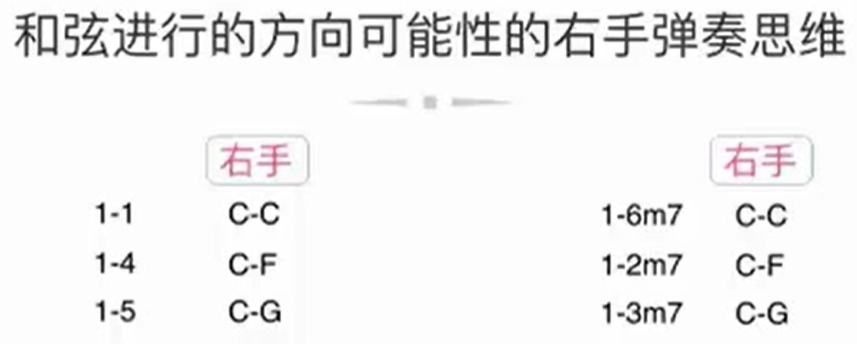 和弦进行的方向可能性的右手弹奏思维
右手 右手
1-1 C-C 1-6m7 C-C
1-4 C-F 1-2m7 C-F
1-5 C-G 1-3m7 C-G